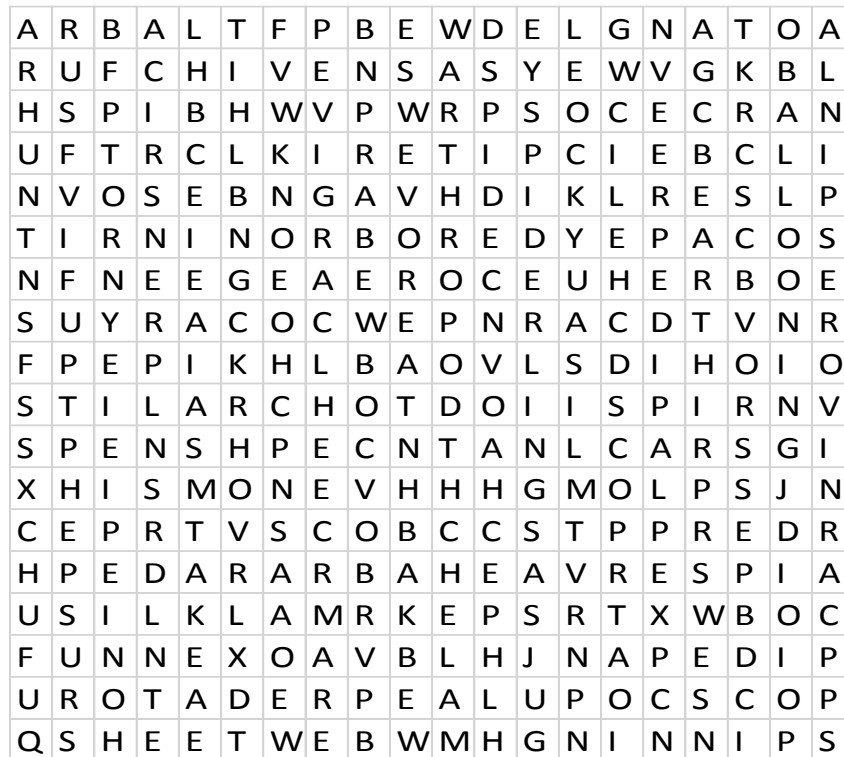 A R B A L T F P B E W D E L G N A T O A
R U F C H I V E N S A S Y E W V G K B L
H S P I B H W V P W R P S O C E C R A N
U F T R C L K I R E T I P C I E B C L I
N V O S E B N G A V H D I K L R E S L P
T I R N I N O R B O R E D Y E P A C O S
N F N E E G E A E R O C E U H E R B O E
S U Y R A C O C W E P N R A C D T V N R
F P E P I K H L B A O V L S D I H O I O
S T I L A R C H O T D O I I S P I R N V
S P E N S H P E C N T A N L C A R S G I
X H I S M O N E V H H H G M O L P S J N
C E P R T V S C O B C C S T P P R E D R
H P E D A R A R B A H E A V R E S P I A
U S I L K L A M R K E P S R T X W B O C
F U N N E X O A V B L H J N A P E D I P
U R O T A D E R P E A L U P O C S C O P
Q S H E E T W E B W M H G N I N N I P S